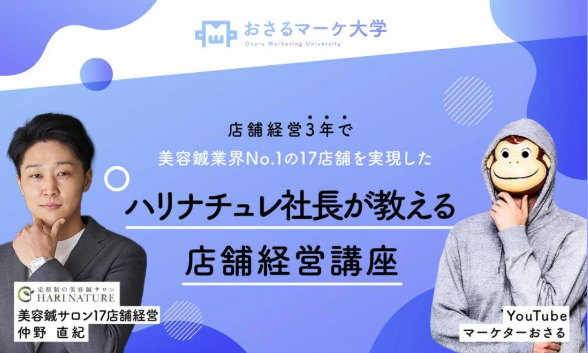 おさるマーケ大学
Osaru Marketing University
店舗経営3年で
美容鍼業界No.1の17店舗を実現した
ハリナチュレ社長が教える
店舗経営講座
定額制の美容鍼サロン
HARI NATURE
美容鍼サロン17店舗経営
仲野 直紀
YouTube
マーケターおさる